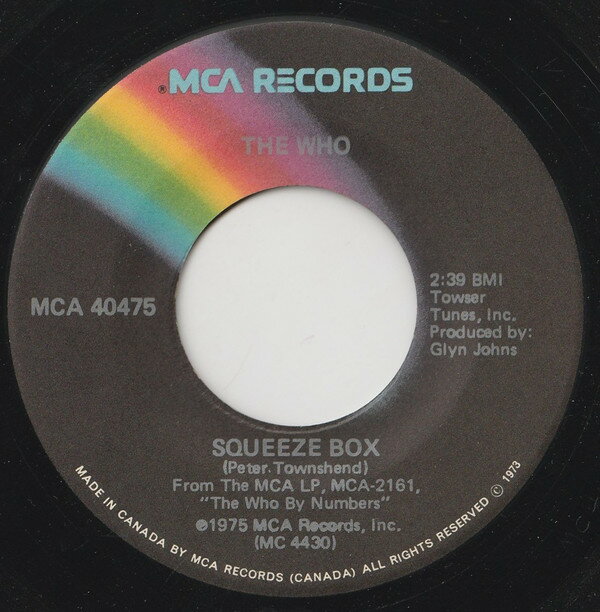 ®MCA RECORDS
THE WHO
MCA 40475
2:39 BMI
Towser
Tunes, Inc.
Produced by:
Glyn Johns
SQUEEZE BOX
(Peter Townshend)
From The MCA LP, MCA-2161,
"The Who By Numbers"
℗1975 MCA Records, Inc.
(MC 4430)
MADE IN CANADA BY MCA RECORDS (CANADA) ALL RIGHTS RESERVED © 1973